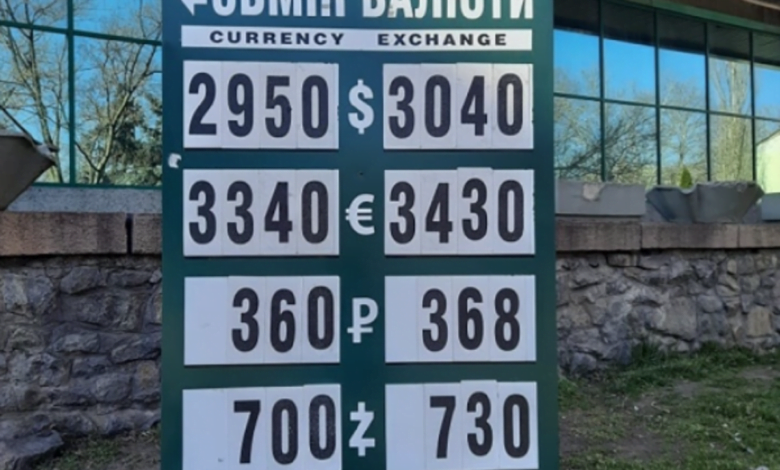 ←ОБМІН ВАЛЮТИ
CURRENCY EXCHANGE
2950 $ 3040
3340 € 3430
360 ₽ 368
700 Ż 730